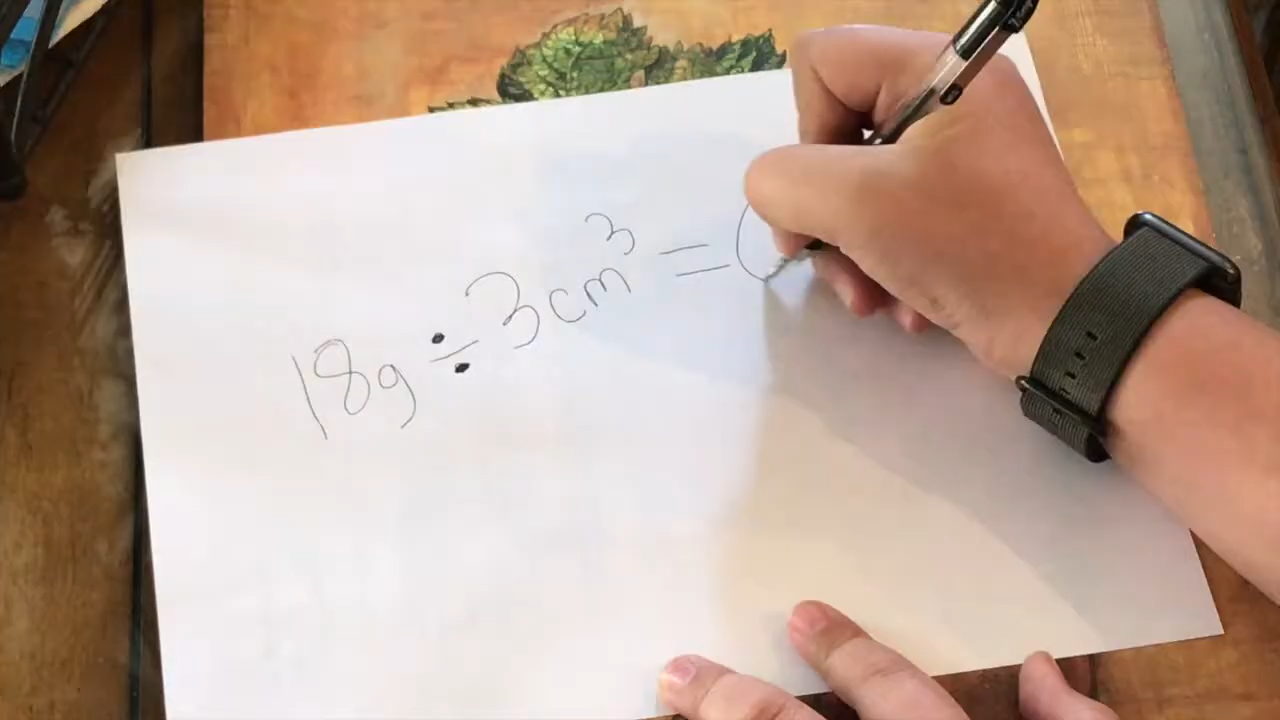 18g ÷ 3cm³ =